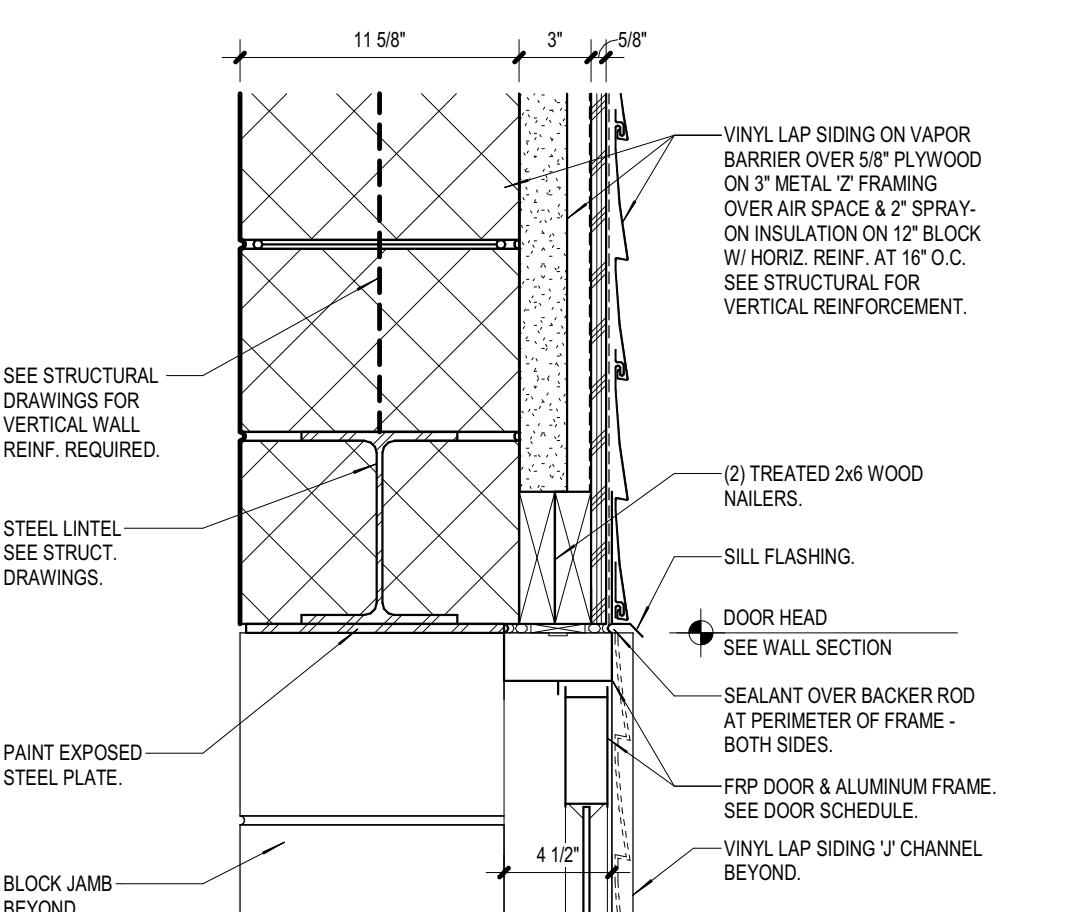 11 5/8"
3"
5/8"
VINYL LAP SIDING ON VAPOR
BARRIER OVER 5/8" PLYWOOD
ON 3" METAL 'Z' FRAMING
OVER AIR SPACE & 2" SPRAY-
ON INSULATION ON 12" BLOCK
W/ HORIZ. REINF. AT 16" O.C.
SEE STRUCTURAL FOR
VERTICAL REINFORCEMENT.
SEE STRUCTURAL
DRAWINGS FOR
VERTICAL WALL
REINF. REQUIRED.
(2) TREATED 2x6 WOOD
NAILERS.
STEEL LINTEL
SEE STRUCT.
DRAWINGS.
SILL FLASHING.
DOOR HEAD
SEE WALL SECTION
SEALANT OVER BACKER ROD
AT PERIMETER OF FRAME -
BOTH SIDES.
PAINT EXPOSED
STEEL PLATE.
FRP DOOR & ALUMINUM FRAME.
SEE DOOR SCHEDULE.
4 1/2"
VINYL LAP SIDING 'J' CHANNEL
BEYOND.
BLOCK JAMB
BEYOND